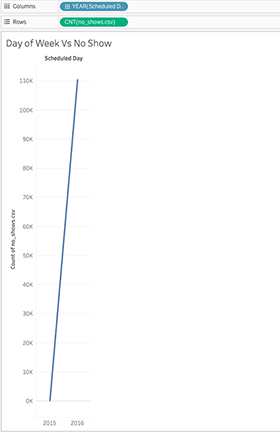 Columns
YEAR(Scheduled D..
Rows
CNT(no_shows.csv)
Day of Week Vs No Show
Scheduled Day
110K
100K
90K
80K
70K
60K
50K
40K
30K
20K
10K
0K
Count of no_shows.csv
2015 2016